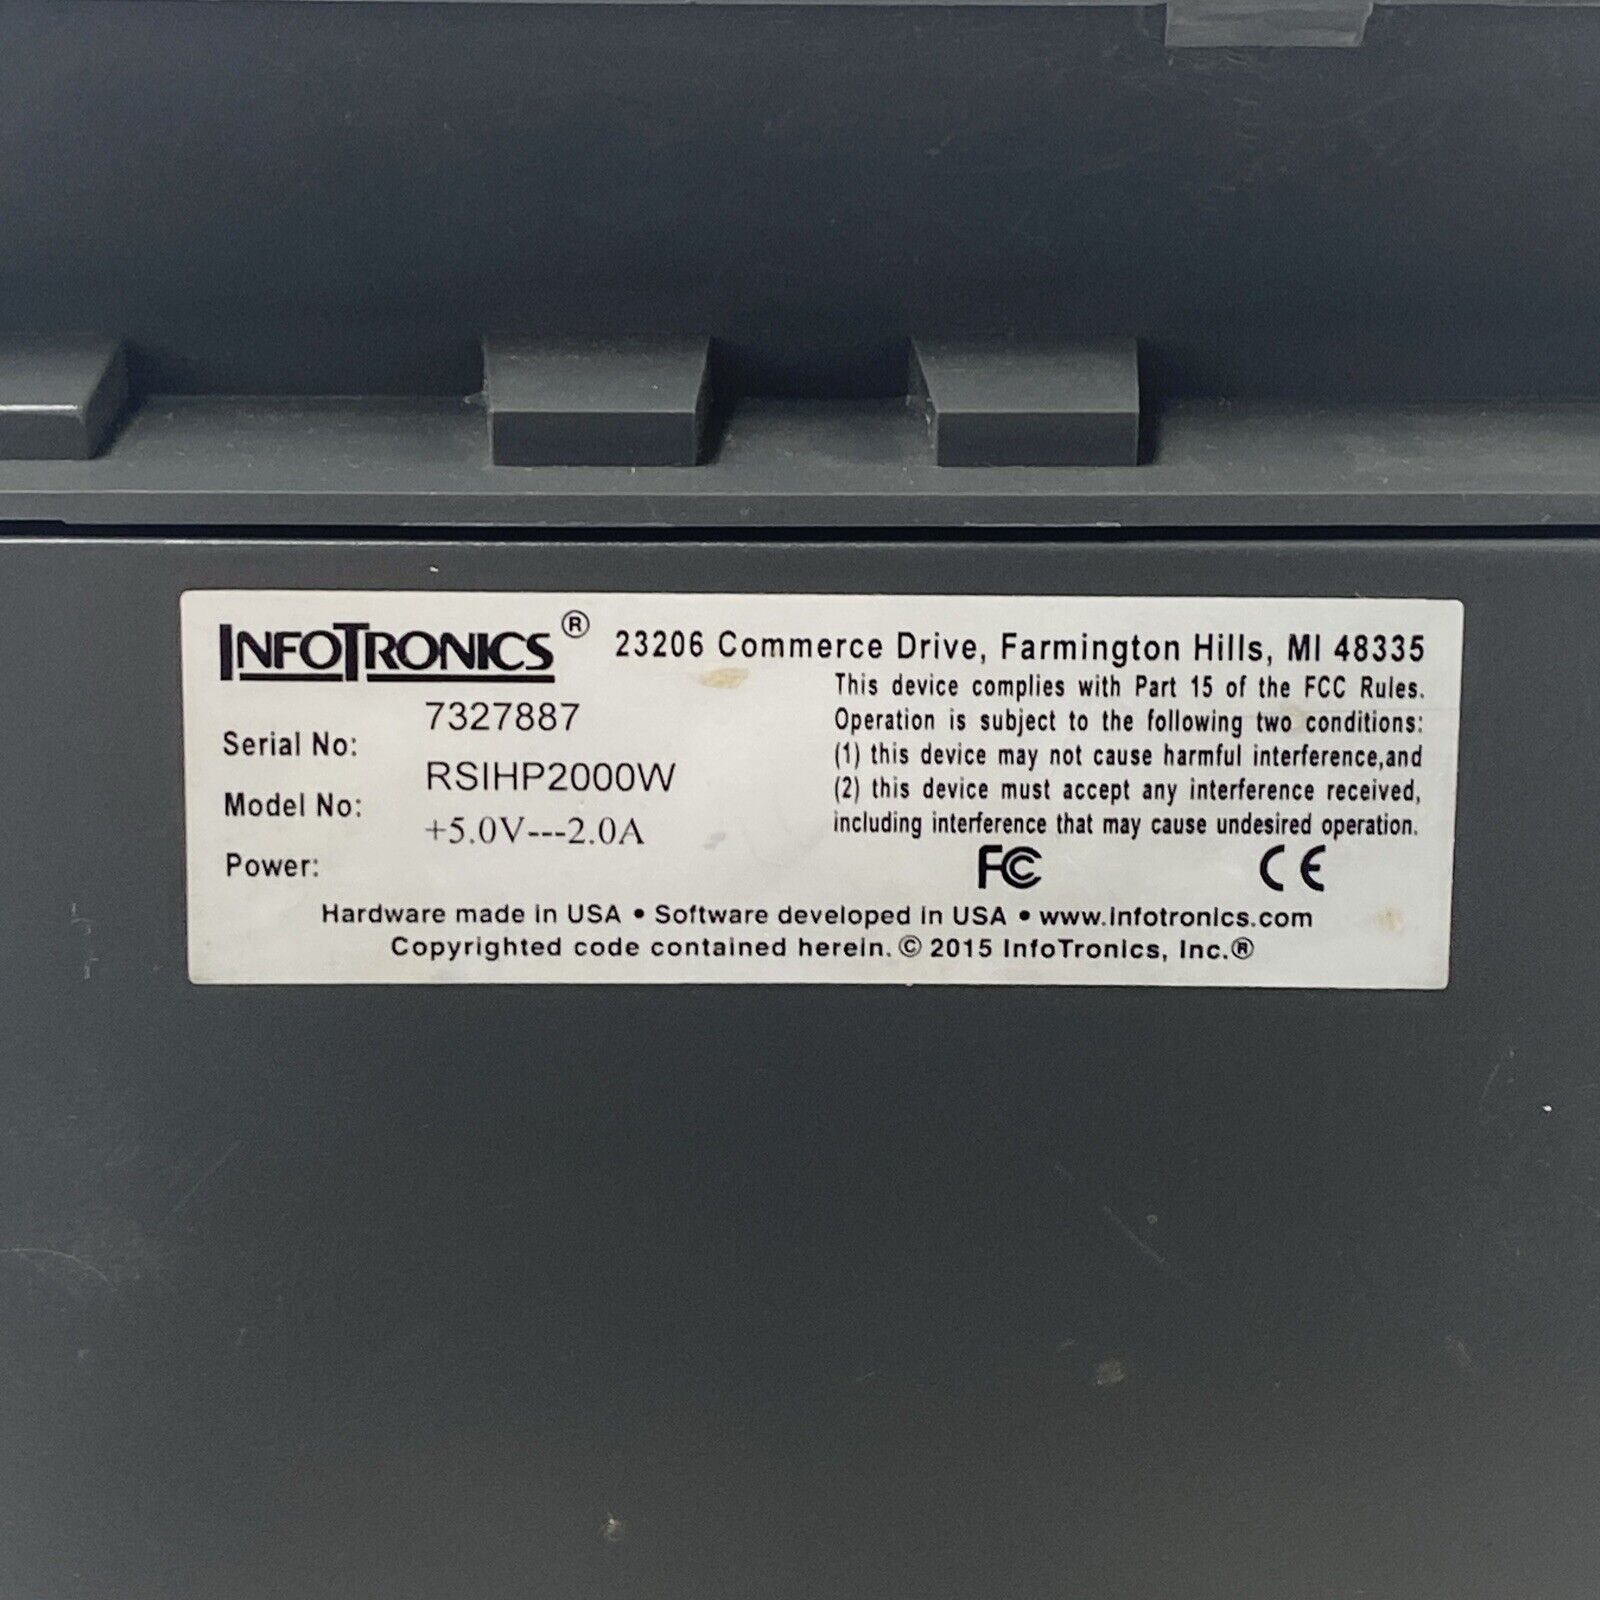 INFOTRONICS® 23206 Commerce Drive, Farmington Hills, MI 48335
This device complies with Part 15 of the FCC Rules.
Operation is subject to the following two conditions:
(1) this device may not cause harmful interference,and
(2) this device must accept any interference received,
including interference that may cause undesired operation.
Serial No: 7327887
Model No: RSIHP2000W
Power: +5.0V---2.0A
FC CE
Hardware made in USA • Software developed in USA • www.infotronics.com
Copyrighted code contained herein. © 2015 InfoTronics, Inc.®